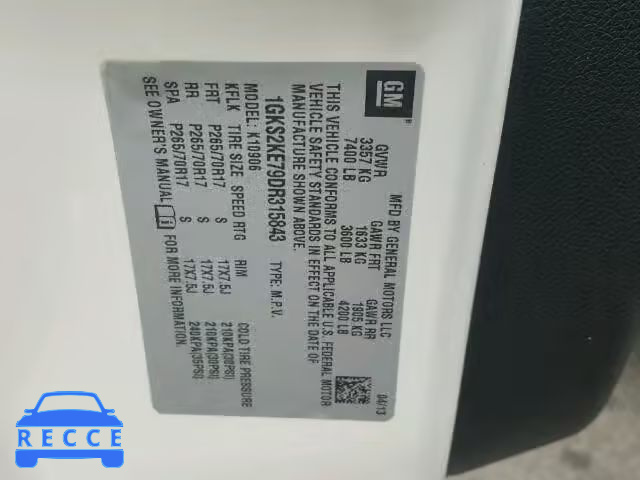 GM
MFD BY GENERAL MOTORS LLC
04/13
GVWR GAWR FRT GAWR RR
3357 KG 1633 KG 1905 KG
7400 LB 3600 LB 4200 LB
THIS VEHICLE CONFORMS TO ALL APPLICABLE U.S. FEDERAL MOTOR
VEHICLE SAFETY STANDARDS IN EFFECT ON THE DATE OF
MANUFACTURE SHOWN ABOVE.
1GKS2KE79DR315843 TYPE: M.P.V.
MODEL: K10906
KFLK TIRE SIZE SPEED RTG RIM COLD TIRE PRESSURE
FRT P265/70R17 S 17X7.5J 210KPA(30PSI)
RR P265/70R17 S 17X7.5J 210KPA(30PSI)
SPA P265/70R17 S 17X7.5J 240KPA(35PSI)
SEE OWNER'S MANUAL FOR MORE INFORMATION.
RECCE